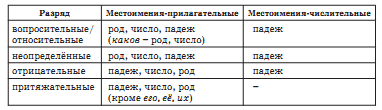 Разряд Местоимения-прилагательные Местоимения-числительные
вопросительные/ род, число, падеж падеж
относительные (каков – род, число)
неопределённые род, число, падеж падеж
отрицательные падеж, число, род падеж
притяжательные падеж, число, род –
(кроме его, её, их)